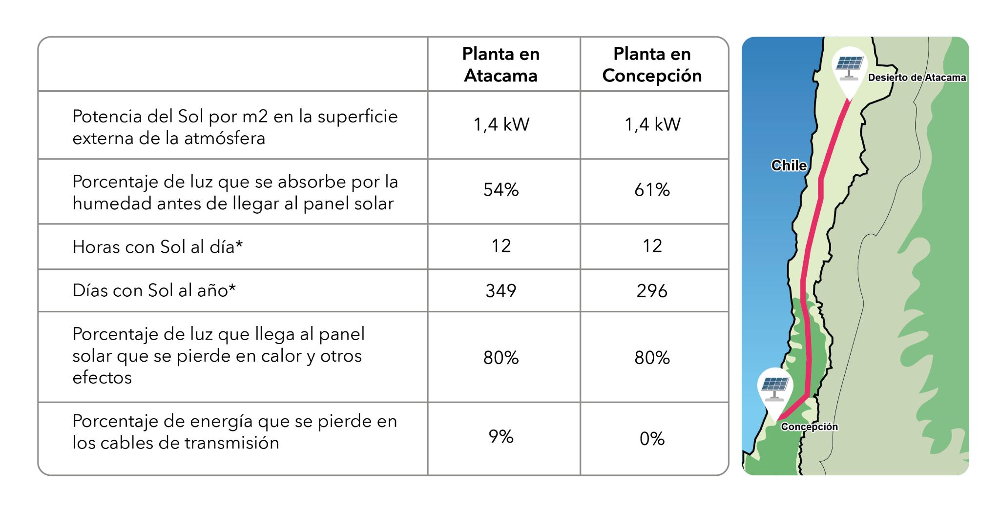 Planta en
Atacama
Planta en
Concepción
Potencia del Sol por m2 en la superficie
externa de la atmósfera
1,4 kW
1,4 kW
Porcentaje de luz que se absorbe por la
humedad antes de llegar al panel solar
54%
61%
Horas con Sol al día*
12
12
Días con Sol al año*
349
296
Porcentaje de luz que llega al panel
solar que se pierde en calor y otros
efectos
80%
80%
Porcentaje de energía que se pierde en
los cables de transmisión
9%
0%
Desierto de Atacama
Chile
Concepción